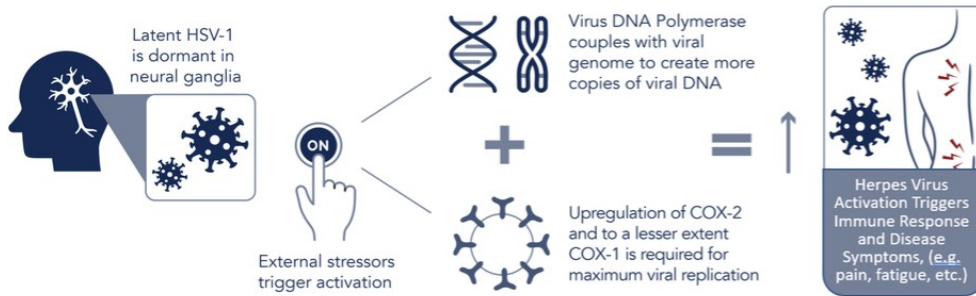 Latent HSV-1
is dormant in
neural ganglia
ON
External stressors
trigger activation
Virus DNA Polymerase
couples with viral
genome to create more
copies of viral DNA
Upregulation of COX-2
and to a lesser extent
COX-1 is required for
maximum viral replication
Herpes Virus
Activation Triggers
Immune Response
and Disease
Symptoms, (e.g.
pain, fatigue, etc.)